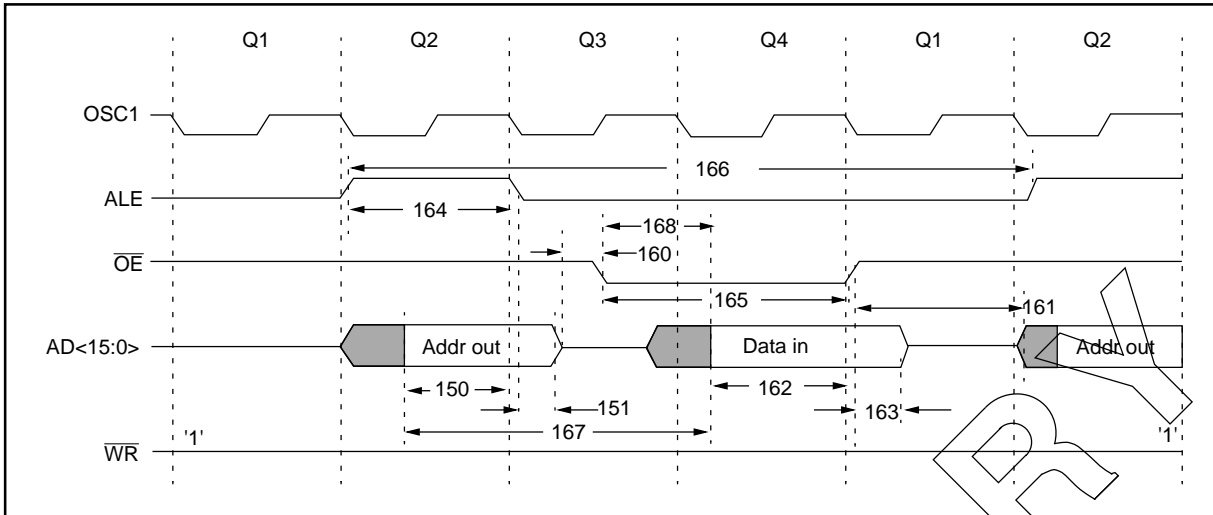 Q1 Q2 Q3 Q4 Q1 Q2
OSC1
166
ALE
164
168
OE 160
165
161
AD<15:0> Addr out Data in Addr out
150 162
151 163
167
'1' '1'
WR
R Y